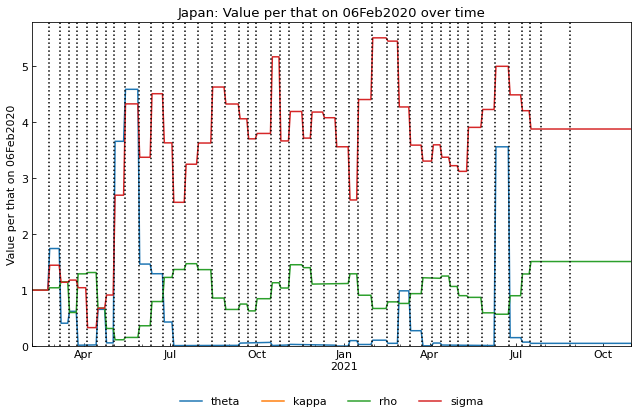 Japan: Value per that on 06Feb2020 over time
Value per that on 06Feb2020
5
4
3
2
1
0
Apr Jul Oct Jan Apr Jul Oct
2021
theta kappa rho sigma